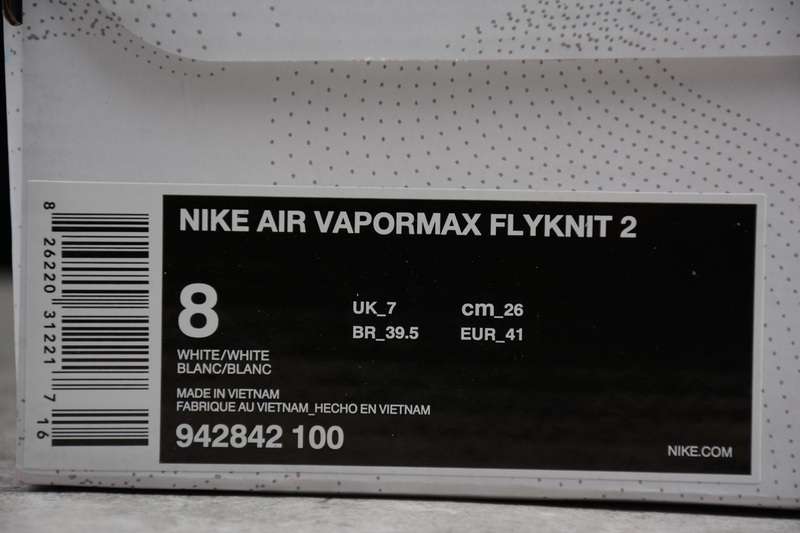 8 26220 31221 7 16
NIKE AIR VAPORMAX FLYKNIT 2
8
UK_7
cm_26
BR_39.5
EUR_41
WHITE/WHITE
BLANC/BLANC
MADE IN VIETNAM
FABRIQUE AU VIETNAM_HECHO EN VIETNAM
942842 100
NIKE.COM